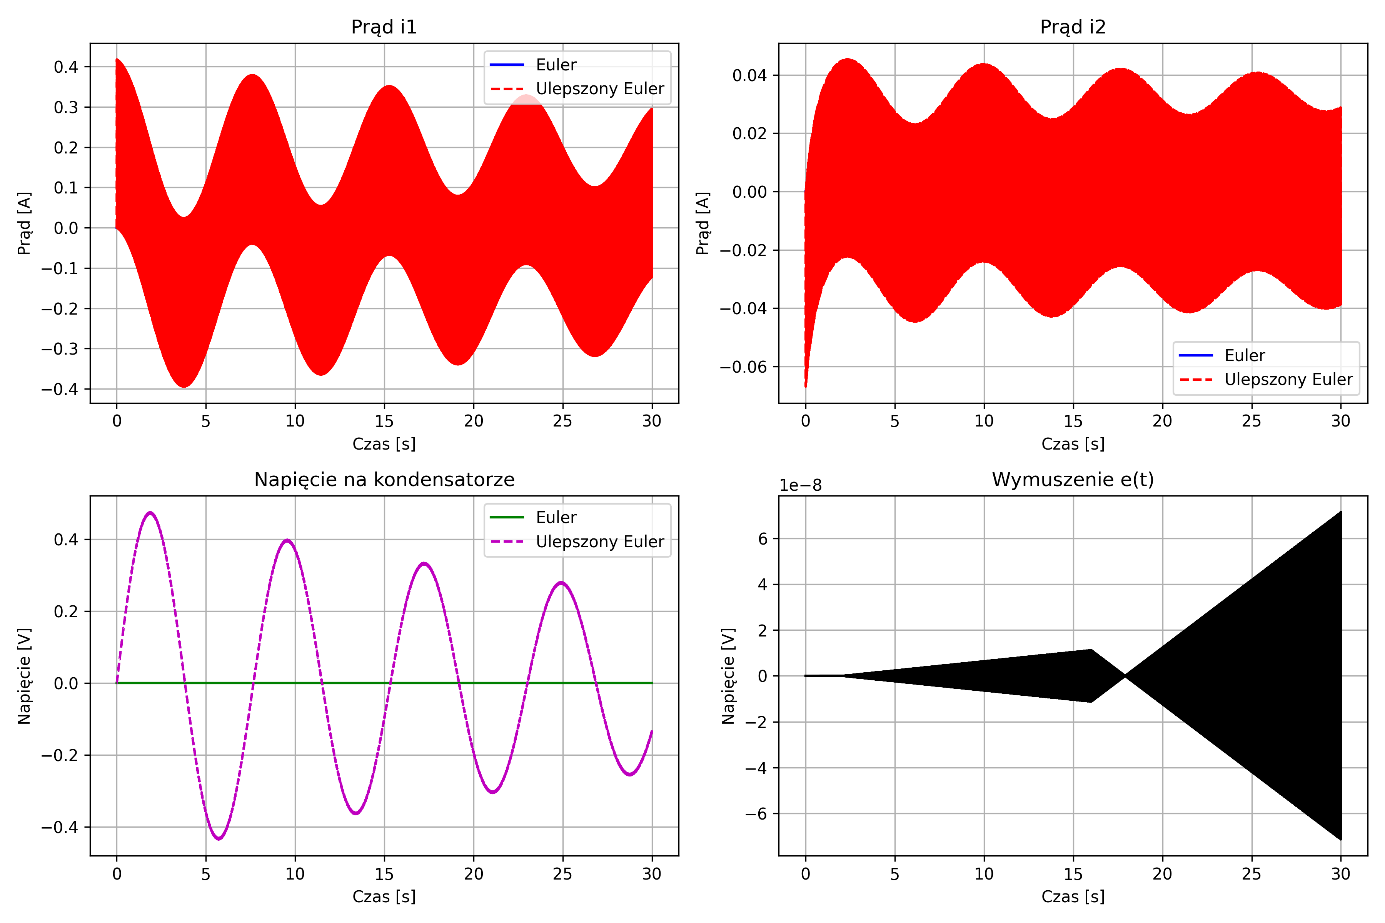 Prąd i1
Prąd [A]
0.4
0.3
0.2
0.1
0.0
−0.1
−0.2
−0.3
−0.4
Euler
Ulepszony Euler
0 5 10 15 20 25 30
Czas [s]
Prąd i2
Prąd [A]
0.04
0.02
0.00
−0.02
−0.04
−0.06
Euler
Ulepszony Euler
0 5 10 15 20 25 30
Czas [s]
Napięcie na kondensatorze
Napięcie [V]
0.4
0.2
0.0
−0.2
−0.4
Euler
Ulepszony Euler
0 5 10 15 20 25 30
Czas [s]
Wymuszenie e(t)
1e−8
Napięcie [V]
6
4
2
0
−2
−4
−6
0 5 10 15 20 25 30
Czas [s]